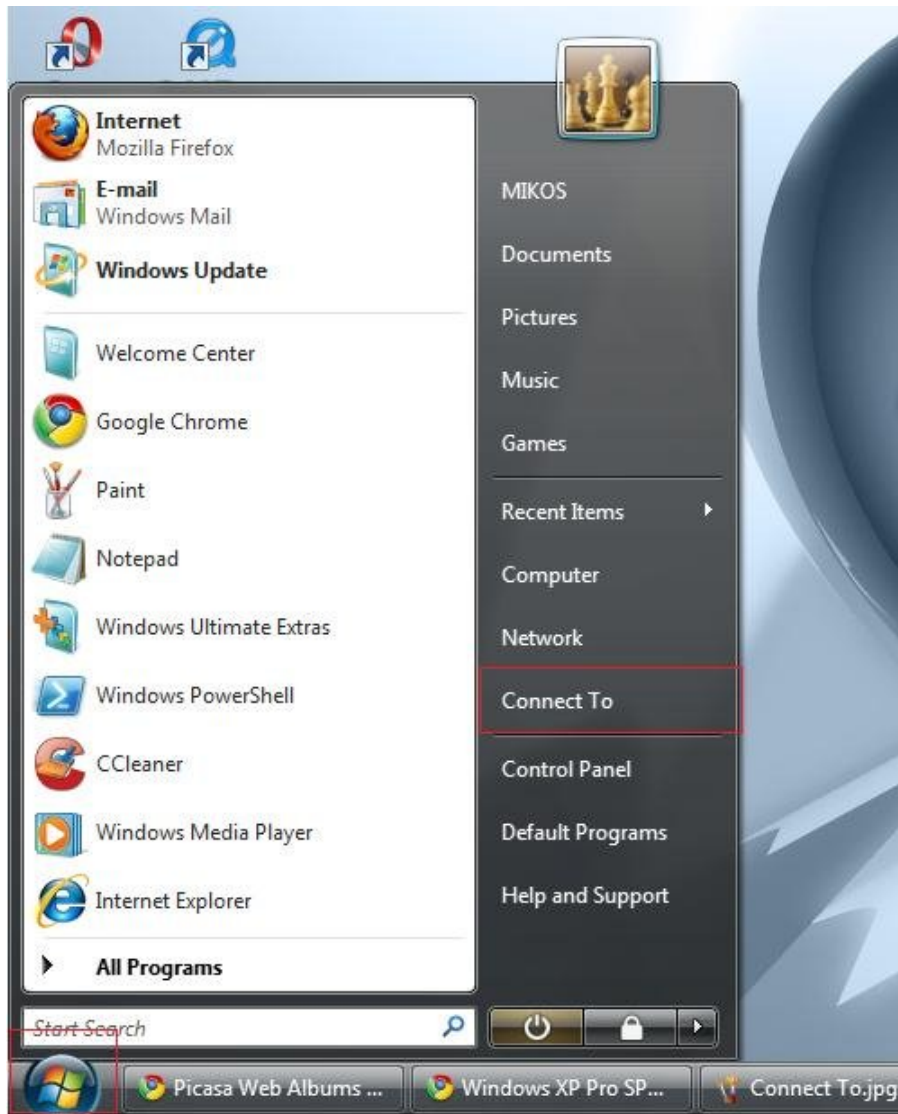 Internet
Mozilla Firefox
E-mail
Windows Mail
Windows Update
Welcome Center
Google Chrome
Paint
Notepad
Windows Ultimate Extras
Windows PowerShell
CCleaner
Windows Media Player
Internet Explorer
All Programs
Start Search
MIKOS
Documents
Pictures
Music
Games
Recent Items
Computer
Network
Connect To
Control Panel
Default Programs
Help and Support
Picasa Web Albums ...
Windows XP Pro SP...
Connect To.jpg